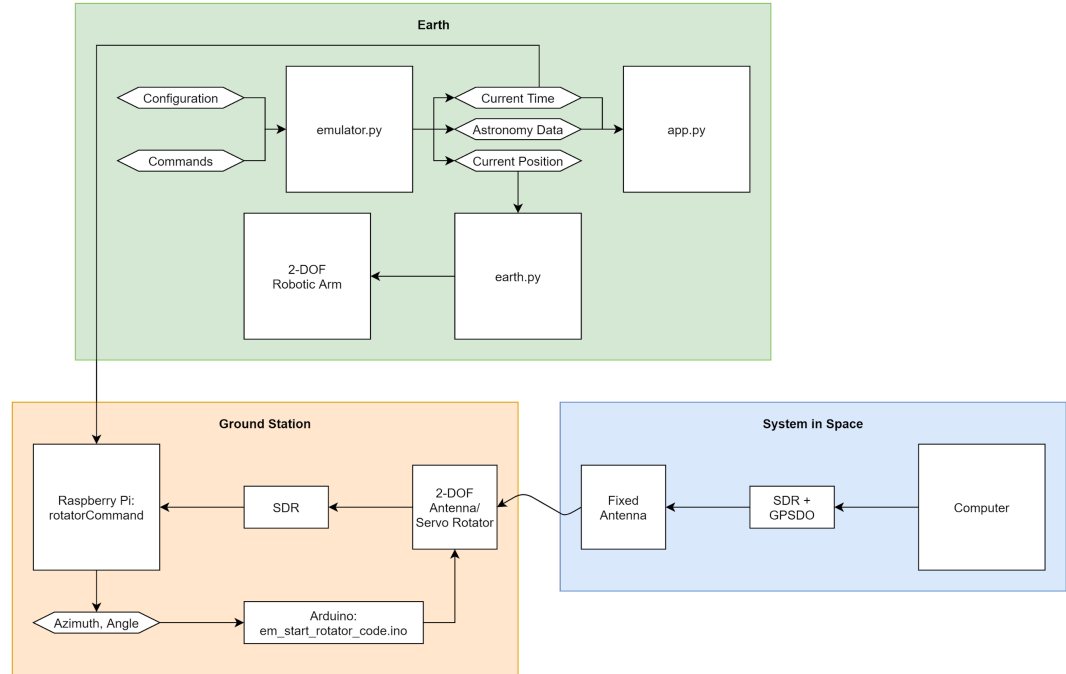 Earth
Configuration
Commands
emulator.py
Current Time
Astronomy Data
Current Position
app.py
2-DOF
Robotic Arm
earth.py
Ground Station
Raspberry Pi:
rotatorCommand
SDR
2-DOF
Antenna/
Servo Rotator
Azimuth, Angle
Arduino:
em_start_rotator_code.ino
System in Space
Fixed
Antenna
SDR +
GPSDO
Computer